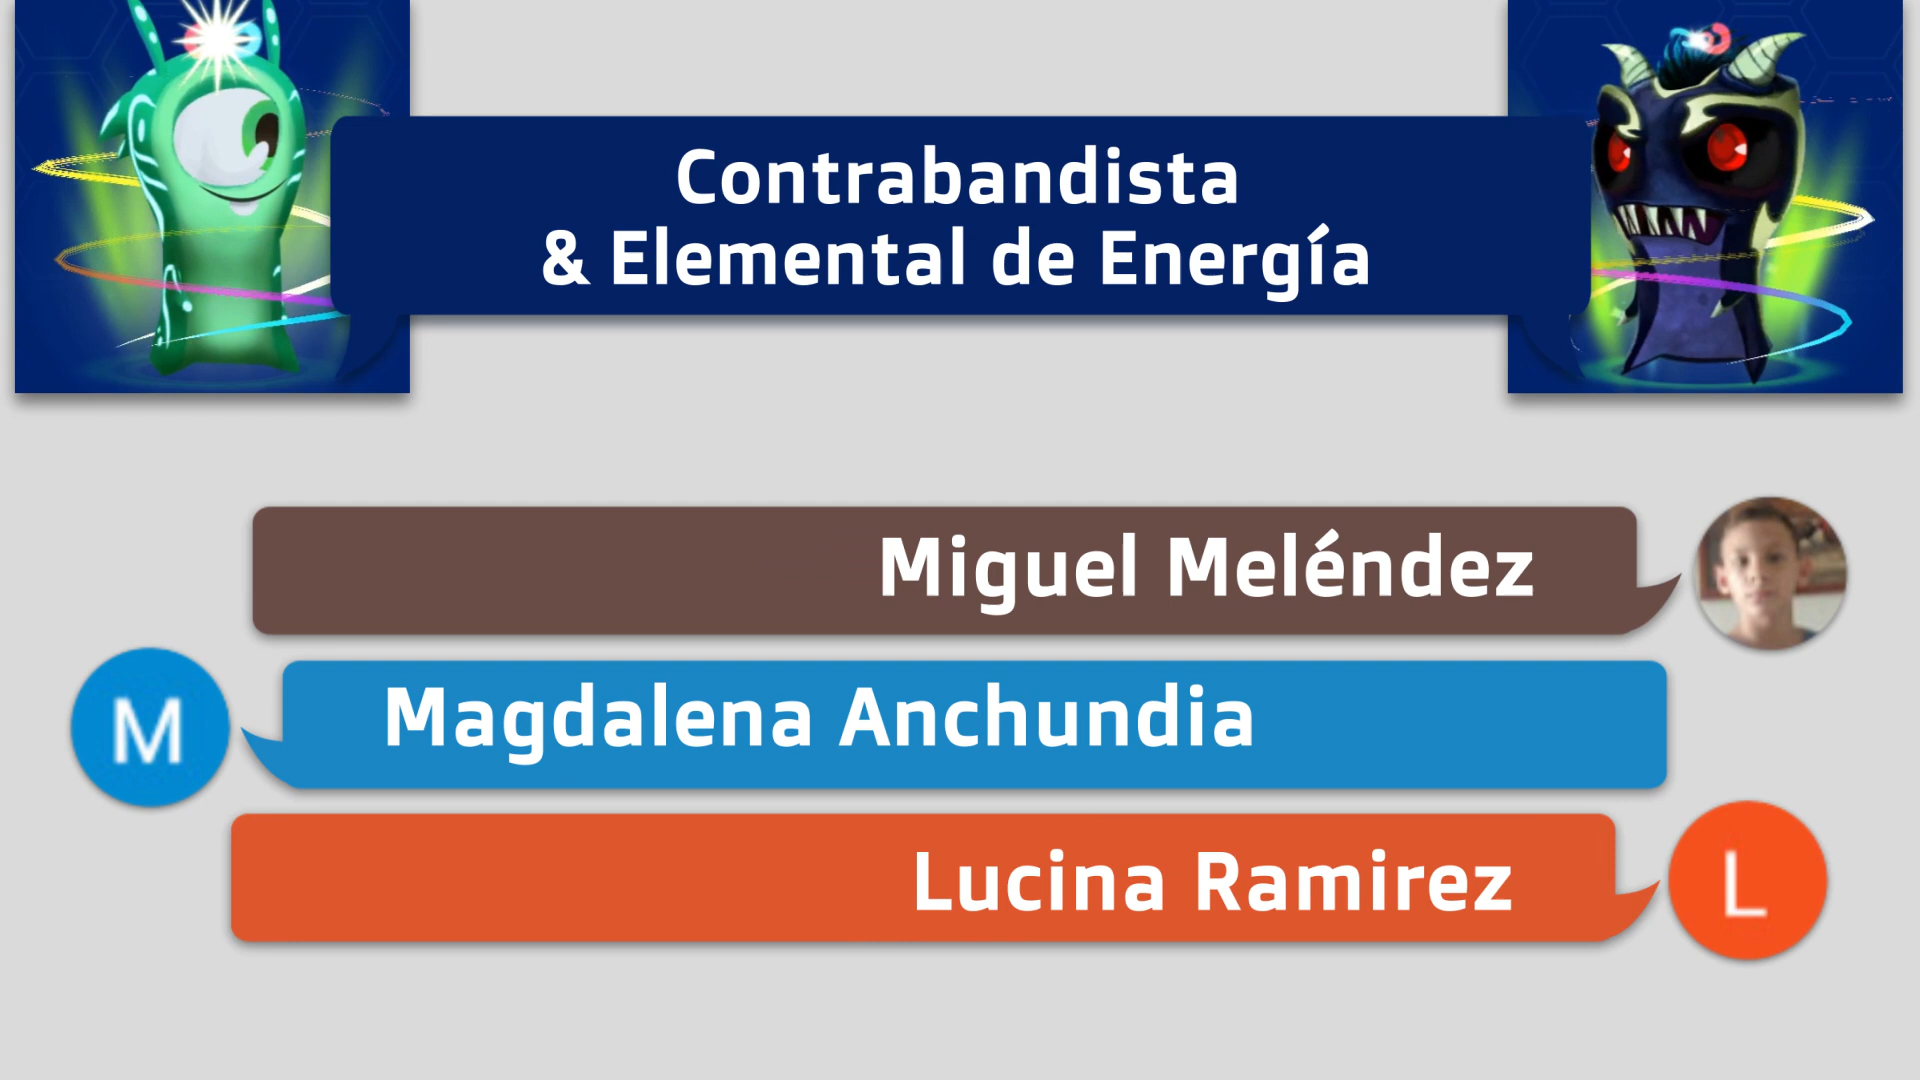 Contrabandista
& Elemental de Energía
Miguel Meléndez
M
Magdalena Anchundia
Lucina Ramirez
L